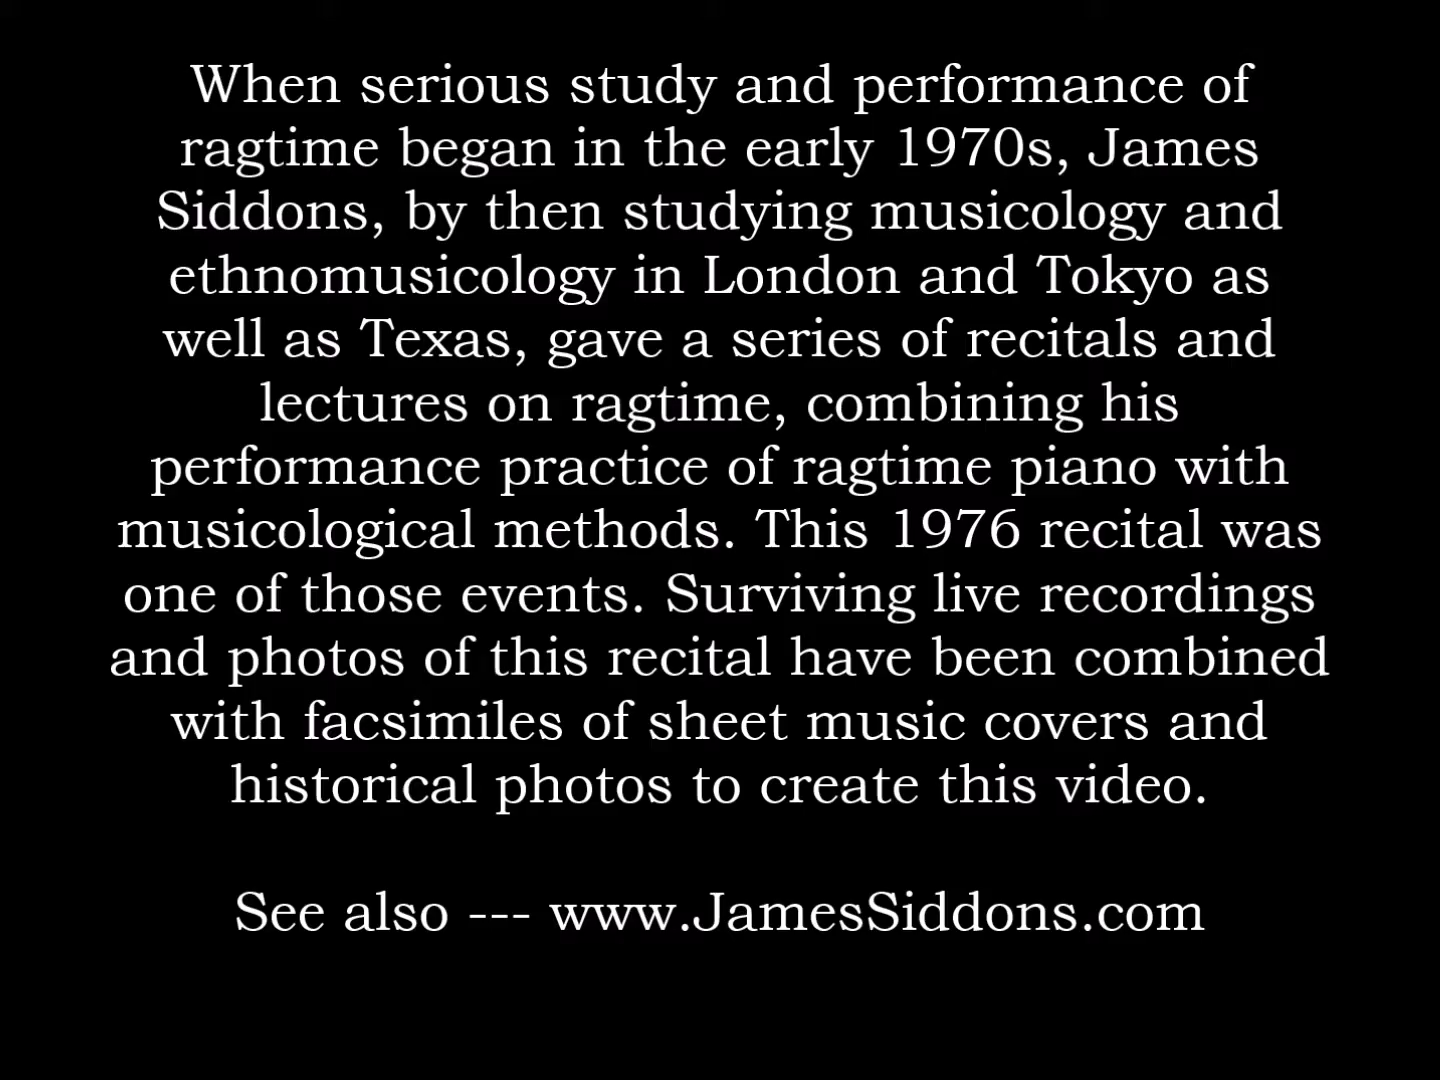 When serious study and performance of
ragtime began in the early 1970s, James
Siddons, by then studying musicology and
ethnomusicology in London and Tokyo as
well as Texas, gave a series of recitals and
lectures on ragtime, combining his
performance practice of ragtime piano with
musicological methods. This 1976 recital was
one of those events. Surviving live recordings
and photos of this recital have been combined
with facsimiles of sheet music covers and
historical photos to create this video.
See also --- www.JamesSiddons.com